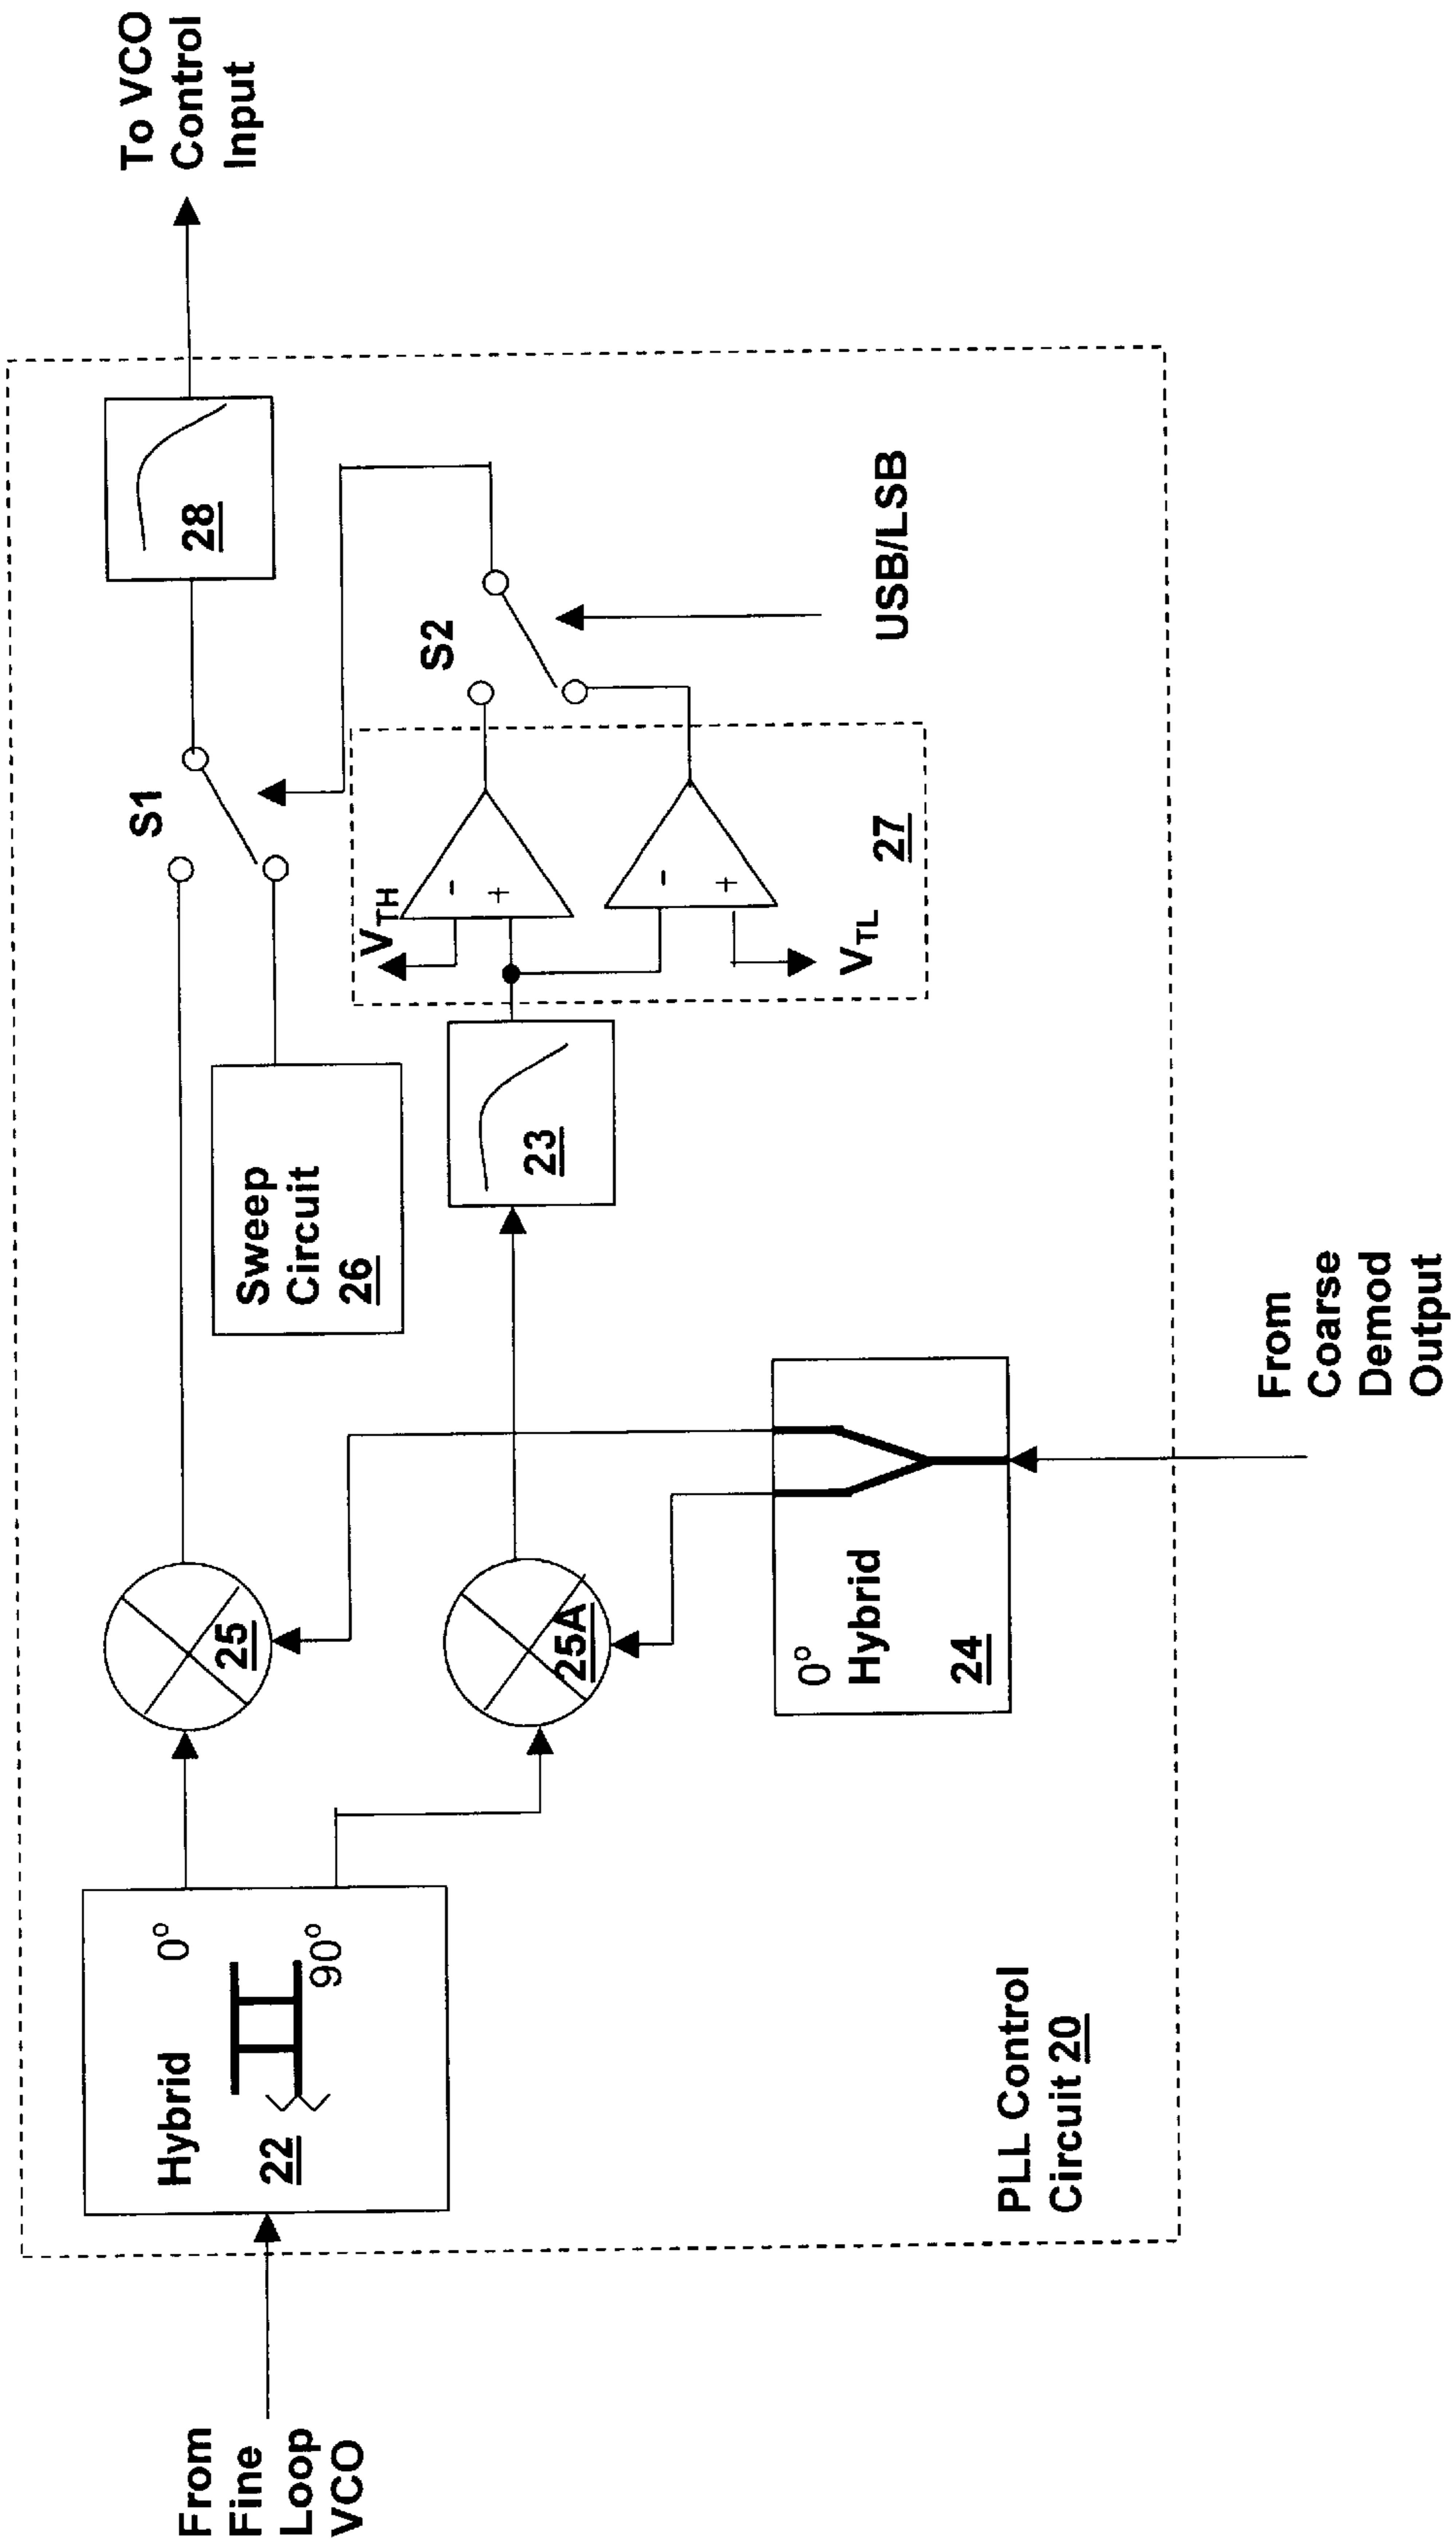 To VCO
Control
Input
28
S1
S2
USB/LSB
V_TH
27
V_TL
Sweep
Circuit
26
23
From
Coarse
Demod
Output
25
25A
0°
Hybrid
24
Hybrid
0°
90°
22
PLL Control
Circuit 20
From
Fine
Loop
VCO